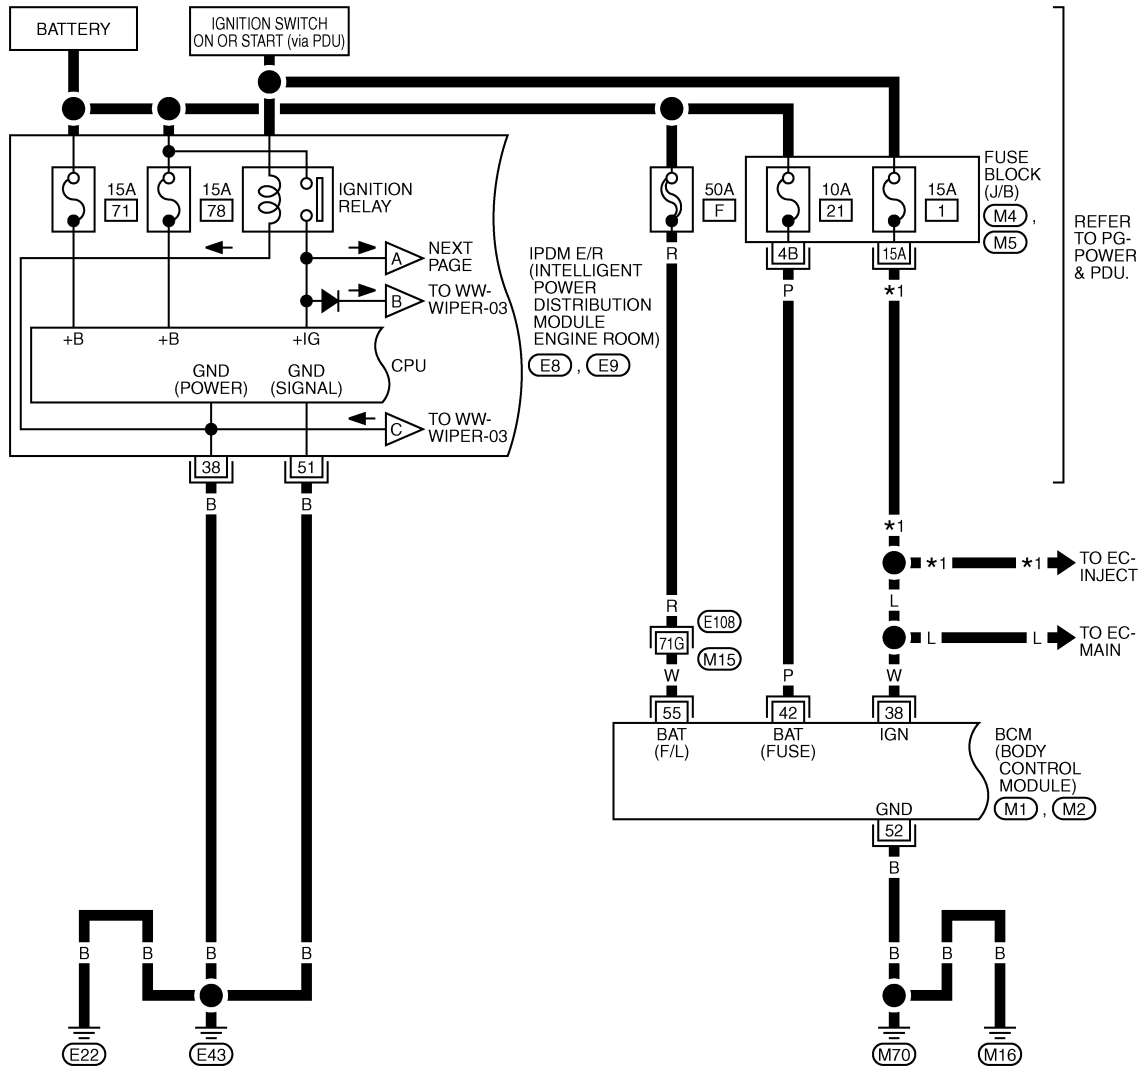 BATTERY
IGNITION SWITCH
ON OR START (via PDU)
15A
71
15A
78
IGNITION
RELAY
50A
F
10A
21
15A
1
FUSE
BLOCK
(J/B)
M4 ,
M5
REFER
TO PG-
POWER
& PDU.
A
NEXT
PAGE
B
TO WW-
WIPER-03
IPDM E/R
(INTELLIGENT
POWER
DISTRIBUTION
MODULE
ENGINE ROOM)
E8 , E9
R
4B
15A
P
*1
+B
+B
+IG
CPU
GND
(POWER)
GND
(SIGNAL)
C
TO WW-
WIPER-03
38
51
B
B
*1
*1
*1
TO EC-
INJECT
R
L
E108
71G
M15
L
L
TO EC-
MAIN
W
P
W
55
42
38
BAT
(F/L)
BAT
(FUSE)
IGN
BCM
(BODY
CONTROL
MODULE)
M1 , M2
GND
52
B
B
B
B
B
B
B
B
E22
E43
M70
M16